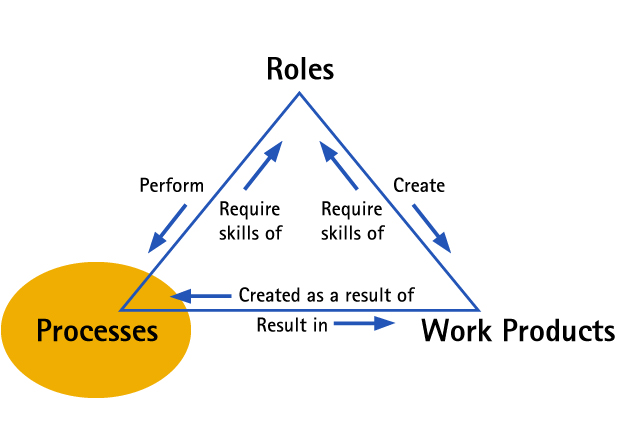 Roles
Perform
Create
Require
skills of
Require
skills of
Created as a result of
Result in
Processes
Work Products